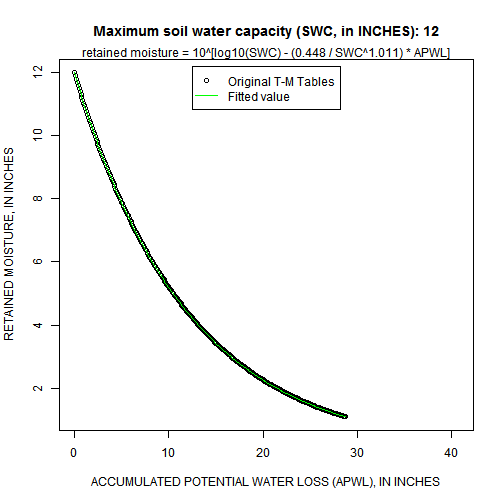 Maximum soil water capacity (SWC, in INCHES): 12
retained moisture = 10^[log10(SWC) - (0.448 / SWC^1.011) * APWL]
Original T-M Tables
Fitted value
RETAINED MOISTURE, IN INCHES
12
10
8
6
4
2
0 10 20 30 40
ACCUMULATED POTENTIAL WATER LOSS (APWL), IN INCHES